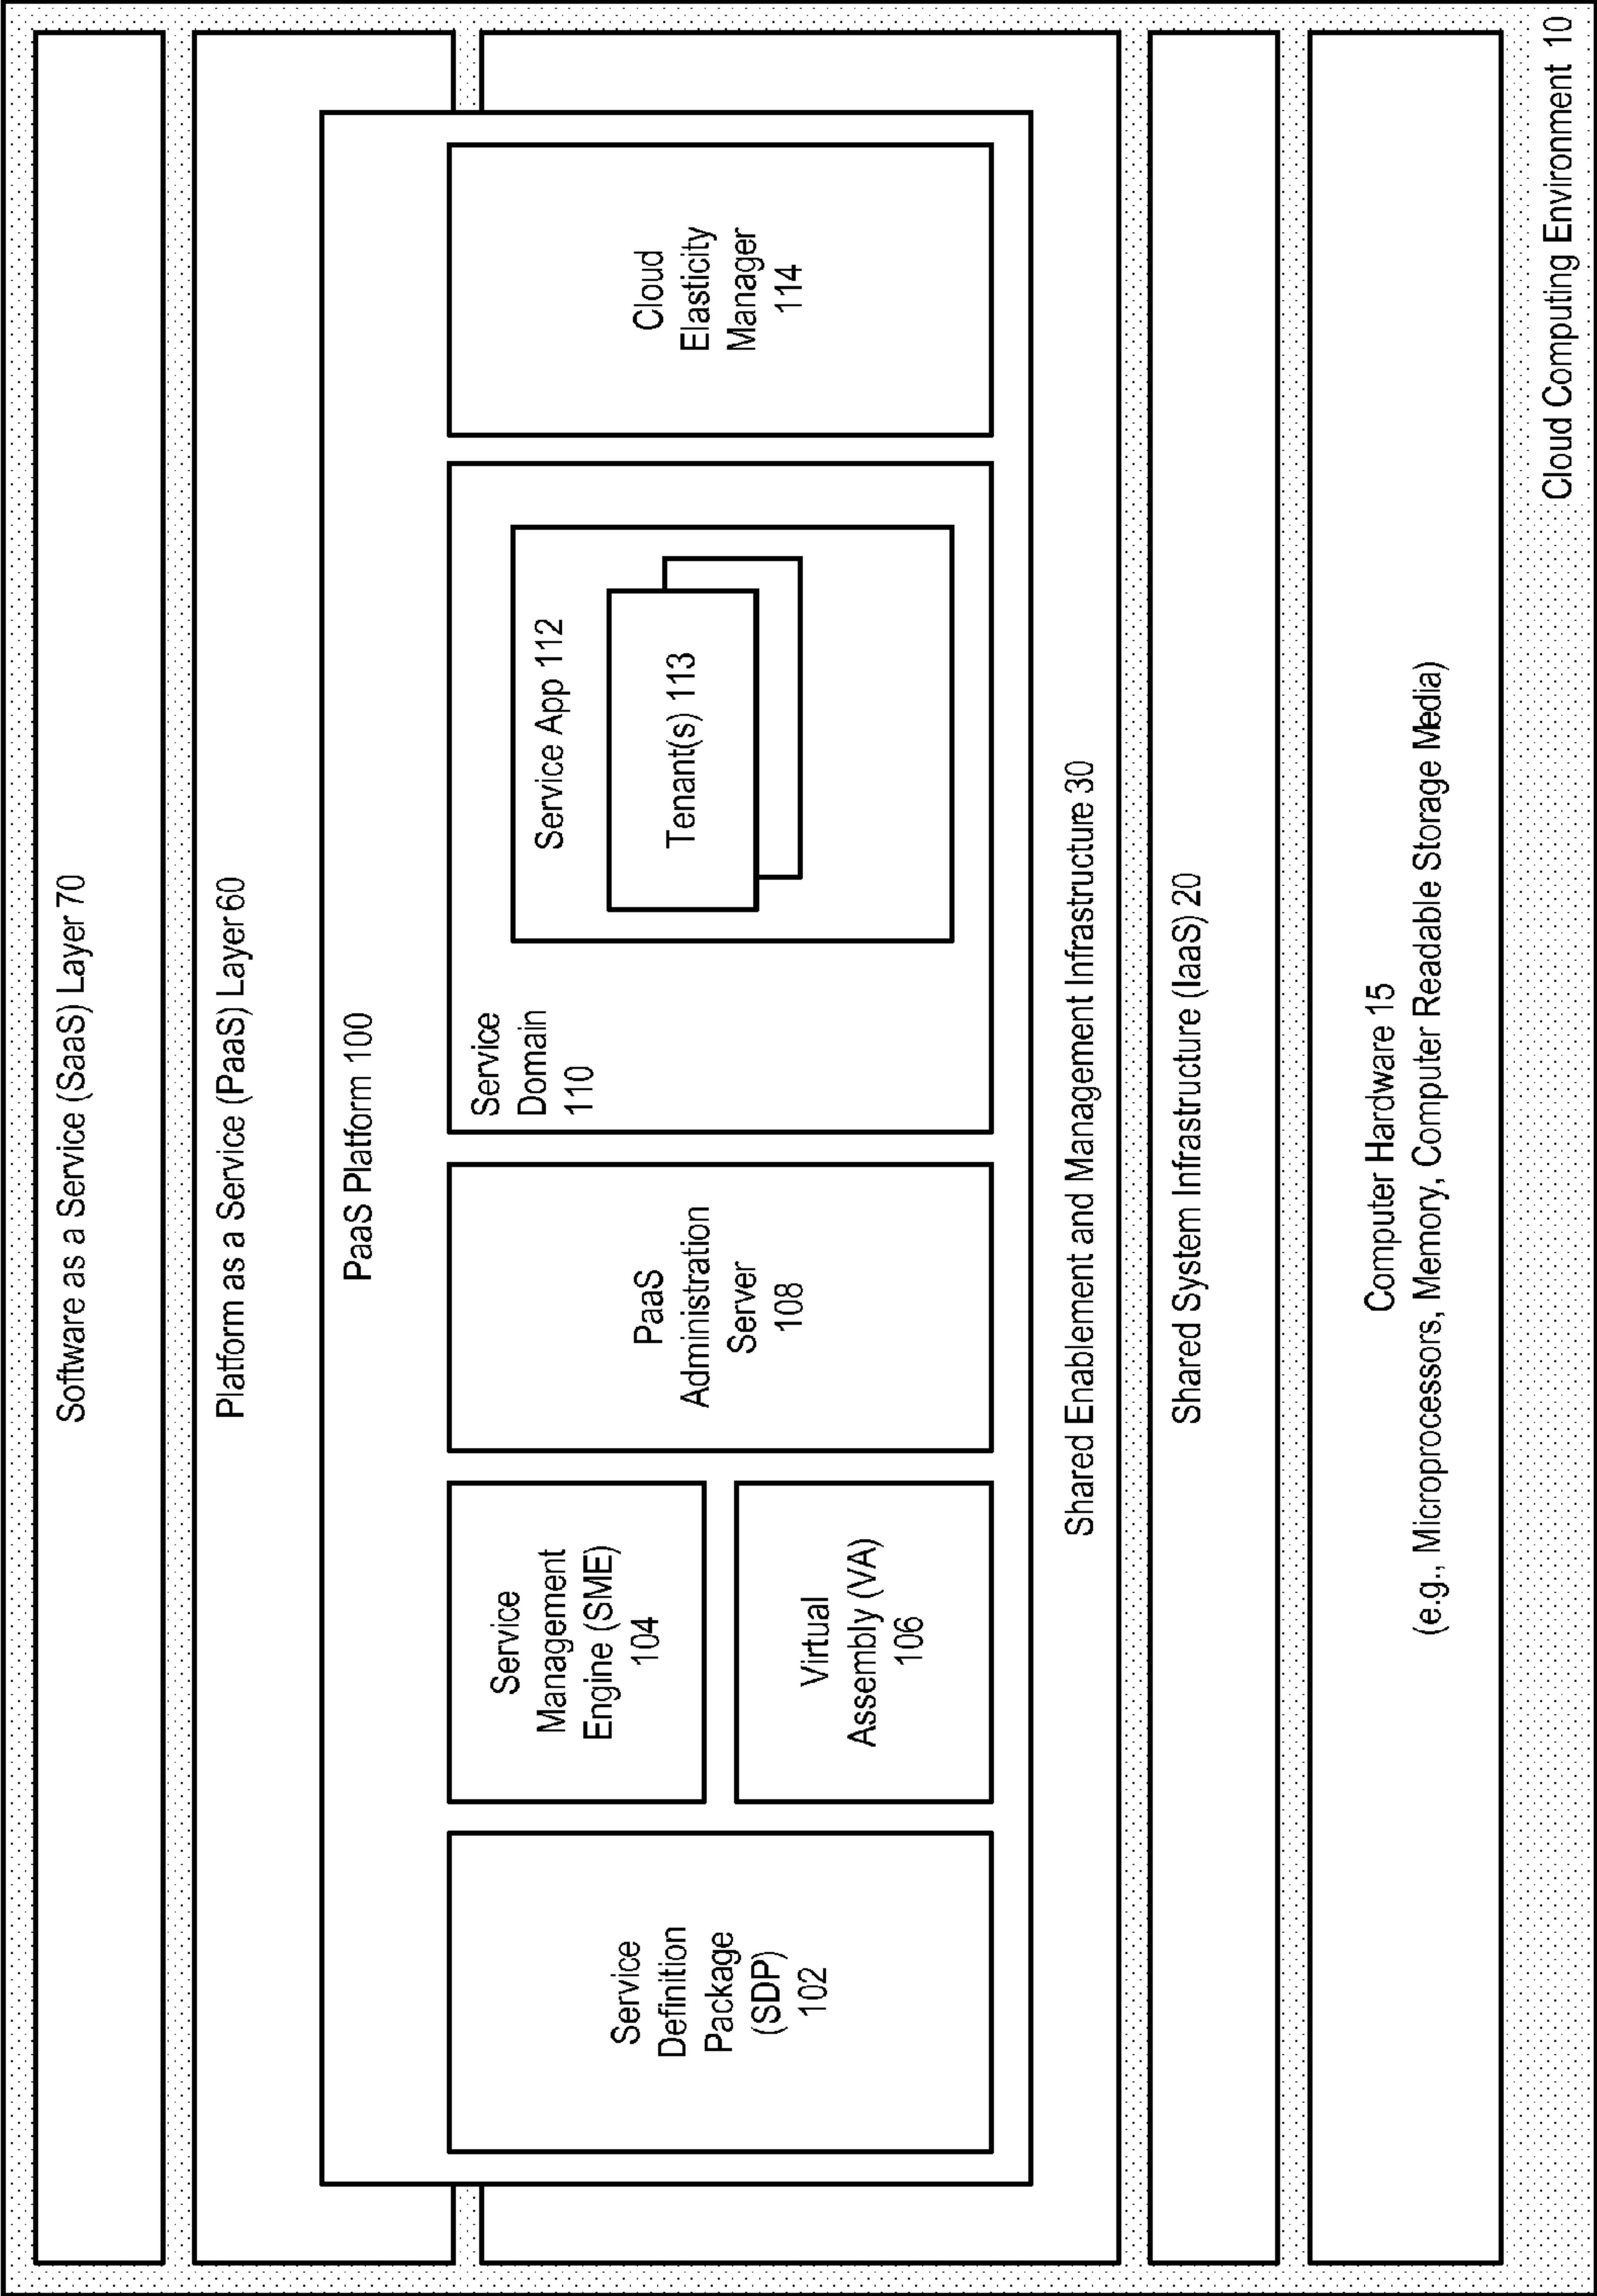 Software as a Service (SaaS) Layer 70
Platform as a Service (PaaS) Layer 60
PaaS Platform 100
Service
Definition
Package
(SDP)
102
Service
Management
Engine (SME)
104
Virtual
Assembly (VA)
106
PaaS
Administration
Server
108
Service
Domain
110
Service App 112
Tenant(s) 113
Cloud
Elasticity
Manager
114
Shared Enablement and Management Infrastructure 30
Shared System Infrastructure (IaaS) 20
Computer Hardware 15
(e.g., Microprocessors, Memory, Computer Readable Storage Media)
Cloud Computing Environment 10